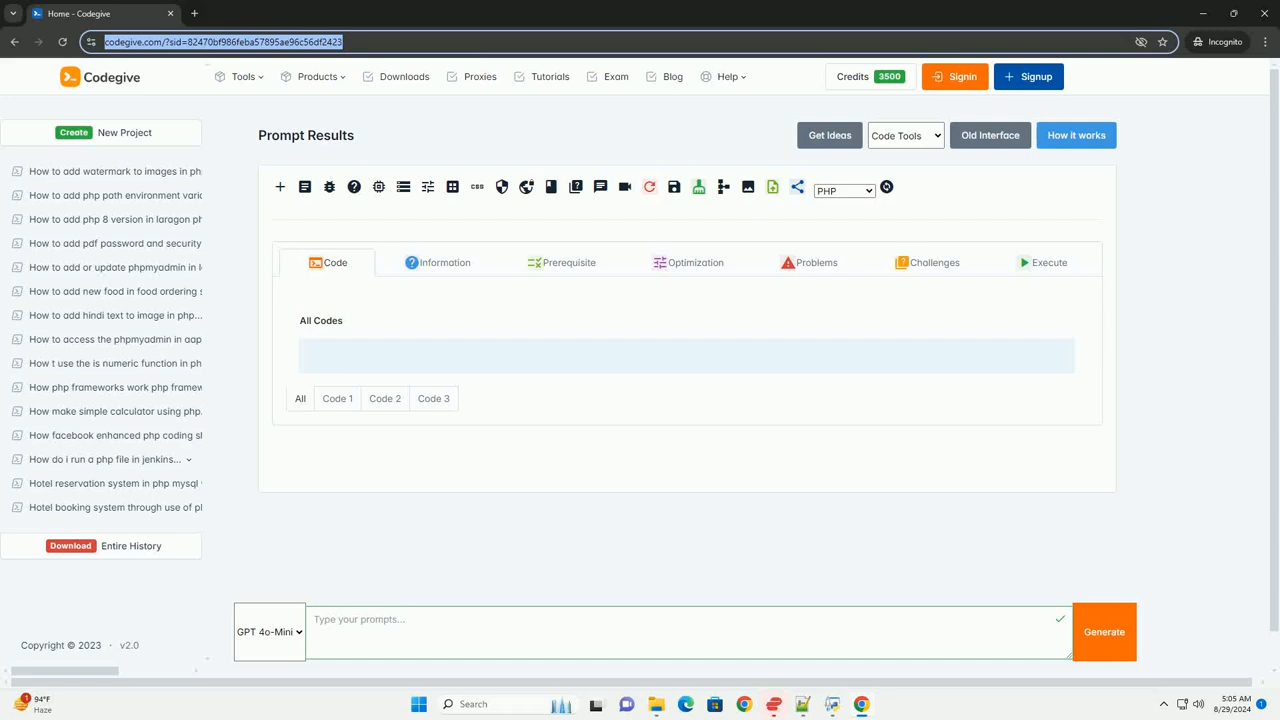 Home - Codegive
codegive.com/?sid=82470bf986feba57895ae96c56df2423
Incognito
Codegive
Tools
Products
Downloads
Proxies
Tutorials
Exam
Blog
Help
Credits 3500
Signin
Signup
Create New Project
How to add watermark to images in ph
How to add php path environment varia
How to add php 8 version in laragon ph
How to add pdf password and security
How to add or update phpmyadmin in l
How to add new food in food ordering s
How to add hindi text to image in php...
How to access the phpmyadmin in aap
How t use the is numeric function in ph
How php frameworks work php framew
How make simple calculator using php.
How facebook enhanced php coding sl
How do i run a php file in jenkins...
Hotel reservation system in php mysql
Hotel booking system through use of pl
Download Entire History
Copyright © 2023 · v2.0
Prompt Results
Get Ideas
Code Tools
Old Interface
How it works
CSS
PHP
Code
Information
Prerequisite
Optimization
Problems
Challenges
Execute
All Codes
All
Code 1
Code 2
Code 3
GPT 4o-Mini
Type your prompts...
Generate
1
94°F
Haze
Search
5:05 AM
8/29/2024